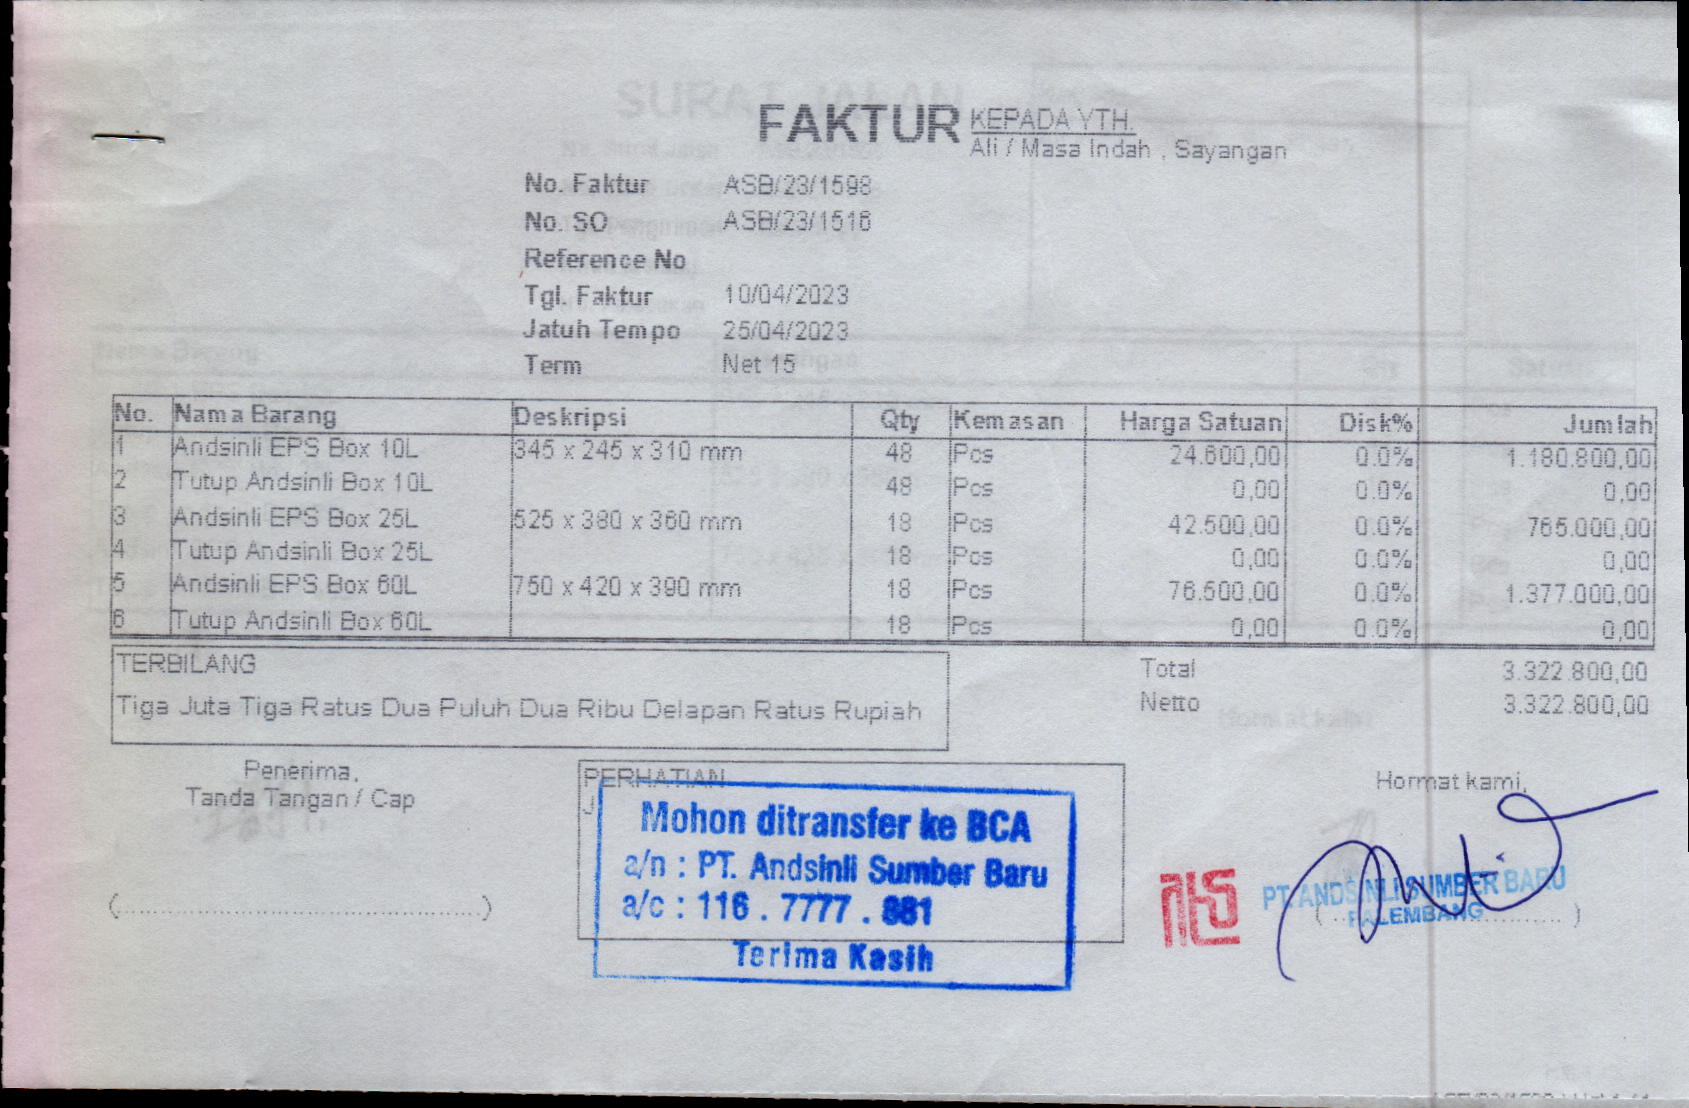 FAKTUR
KEPADA YTH.
Ali / Masa Indah , Sayangan
No. Faktur ASB/23/1598
No. SO ASB/23/1516
Reference No
Tgl. Faktur 10/04/2023
Jatuh Tempo 25/04/2023
Term Net 15
No. Nama Barang Deskripsi Qty Kemasan Harga Satuan Disk% Jumlah
1 Andsinli EPS Box 10L 345 x 245 x 310 mm 48 Pcs 24.600,00 0.0% 1.180.800,00
2 Tutup Andsinli Box 10L 48 Pcs 0,00 0.0% 0,00
3 Andsinli EPS Box 25L 525 x 380 x 360 mm 18 Pcs 42.500,00 0.0% 765.000,00
4 Tutup Andsinli Box 25L 18 Pcs 0,00 0.0% 0,00
5 Andsinli EPS Box 60L 750 x 420 x 390 mm 18 Pcs 76.500,00 0.0% 1.377.000,00
6 Tutup Andsinli Box 60L 18 Pcs 0,00 0.0% 0,00
TERBILANG
Tiga Juta Tiga Ratus Dua Puluh Dua Ribu Delapan Ratus Rupiah
Total 3.322.800,00
Netto 3.322.800,00
Penerima,
Tanda Tangan / Cap
PERHATIAN
Mohon ditransfer ke BCA
a/n : PT. Andsinli Sumber Baru
a/c : 116 . 7777 . 881
Terima Kasih
Hormat kami,
PT. ANDSINLI SUMBER BARU
PALEMBANG